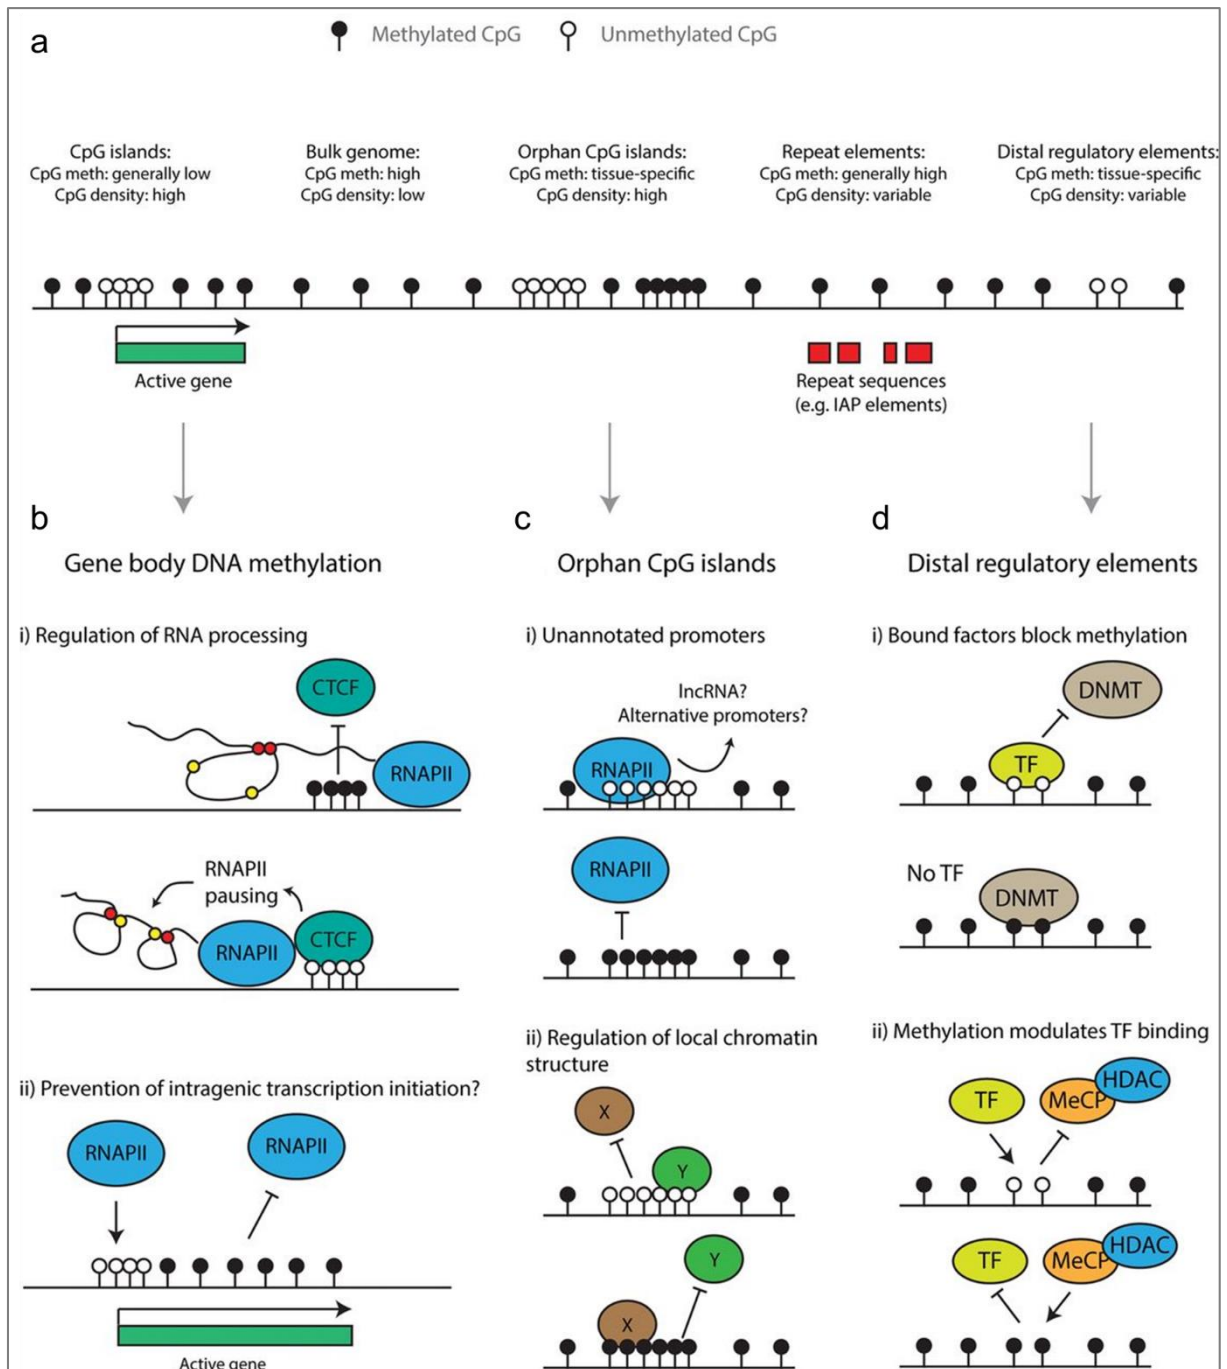 a
Methylated CpG
Unmethylated CpG
CpG islands:
CpG meth: generally low
CpG density: high
Bulk genome:
CpG meth: high
CpG density: low
Orphan CpG islands:
CpG meth: tissue-specific
CpG density: high
Repeat elements:
CpG meth: generally high
CpG density: variable
Distal regulatory elements:
CpG meth: tissue-specific
CpG density: variable
Active gene
Repeat sequences
(e.g. IAP elements)
b
Gene body DNA methylation
i) Regulation of RNA processing
CTCF
RNAPII
RNAPII
pausing
RNAPII
CTCF
ii) Prevention of intragenic transcription initiation?
RNAPII
RNAPII
Active gene
c
Orphan CpG islands
i) Unannotated promoters
lncRNA?
Alternative promoters?
RNAPII
RNAPII
ii) Regulation of local chromatin
structure
X
Y
Y
X
d
Distal regulatory elements
i) Bound factors block methylation
DNMT
TF
No TF
DNMT
ii) Methylation modulates TF binding
TF
MeCP
HDAC
TF
MeCP
HDAC